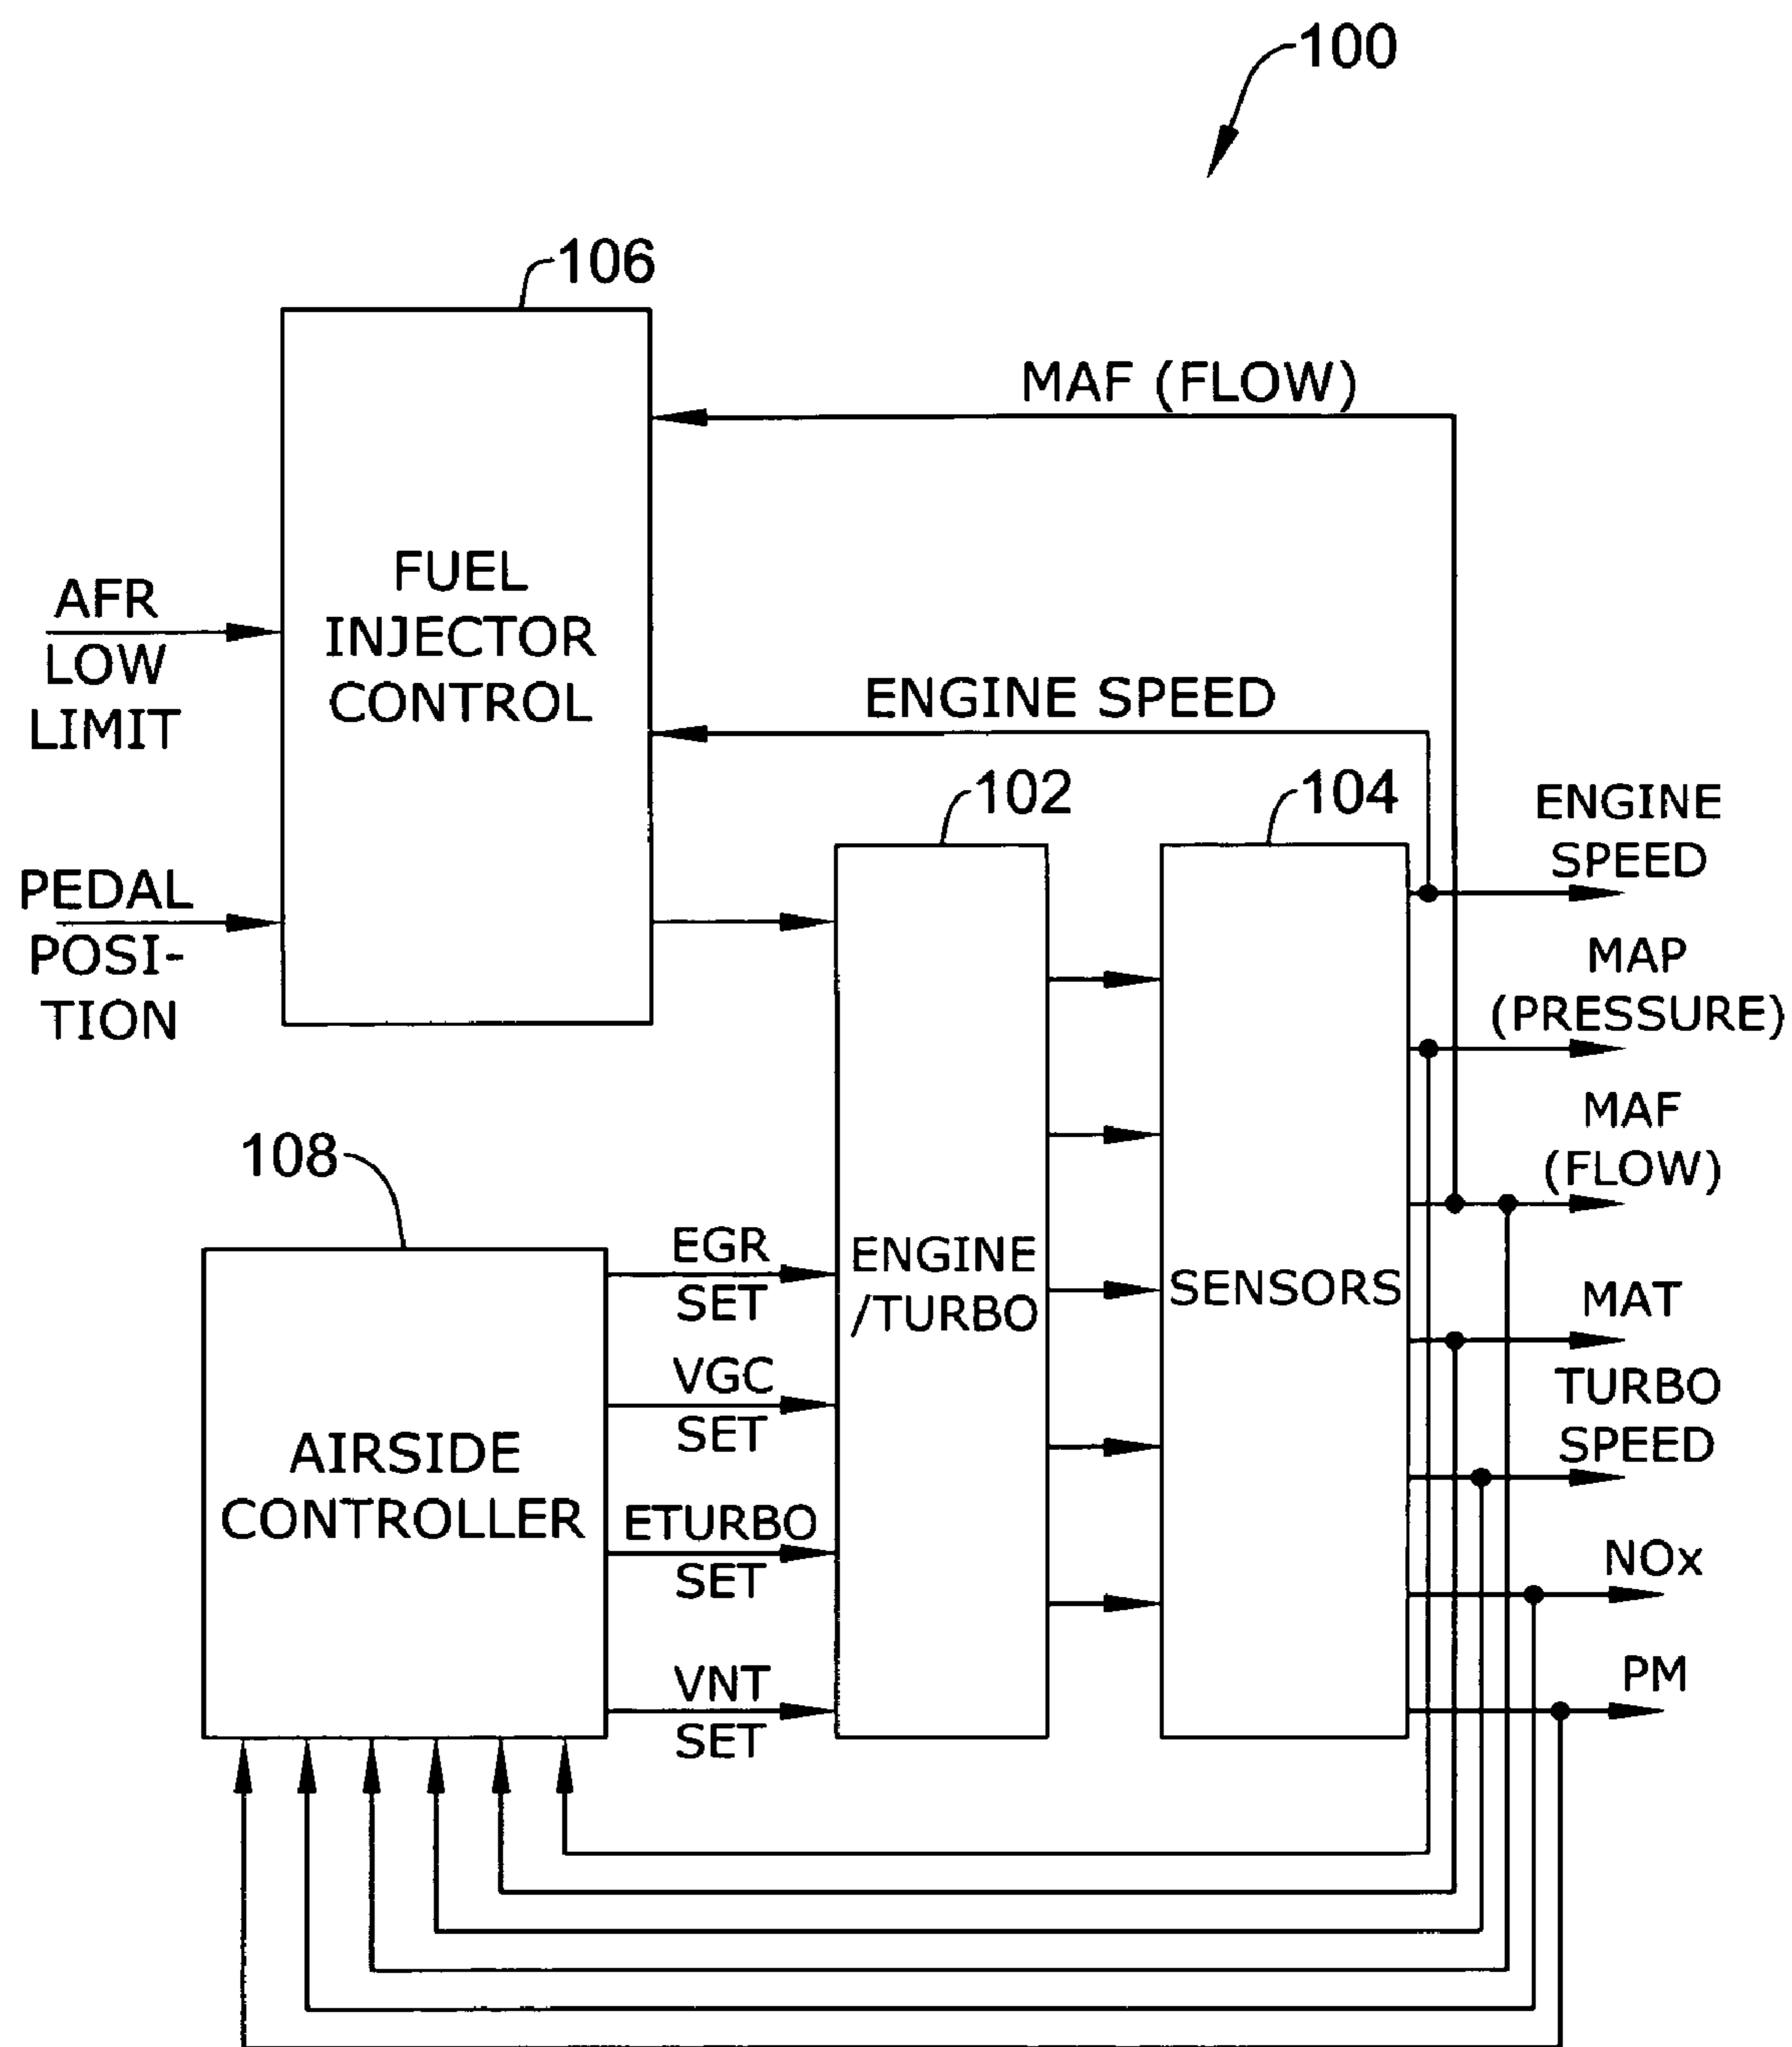 100
106
MAF (FLOW)
FUEL
INJECTOR
CONTROL
AFR
LOW
LIMIT
ENGINE SPEED
102
104
ENGINE
SPEED
PEDAL
POSI-
TION
MAP
(PRESSURE)
MAF
(FLOW)
108
EGR
SET
ENGINE
/TURBO
SENSORS
MAT
VGC
SET
TURBO
SPEED
AIRSIDE
CONTROLLER
ETURBO
SET
NOx
VNT
SET
PM